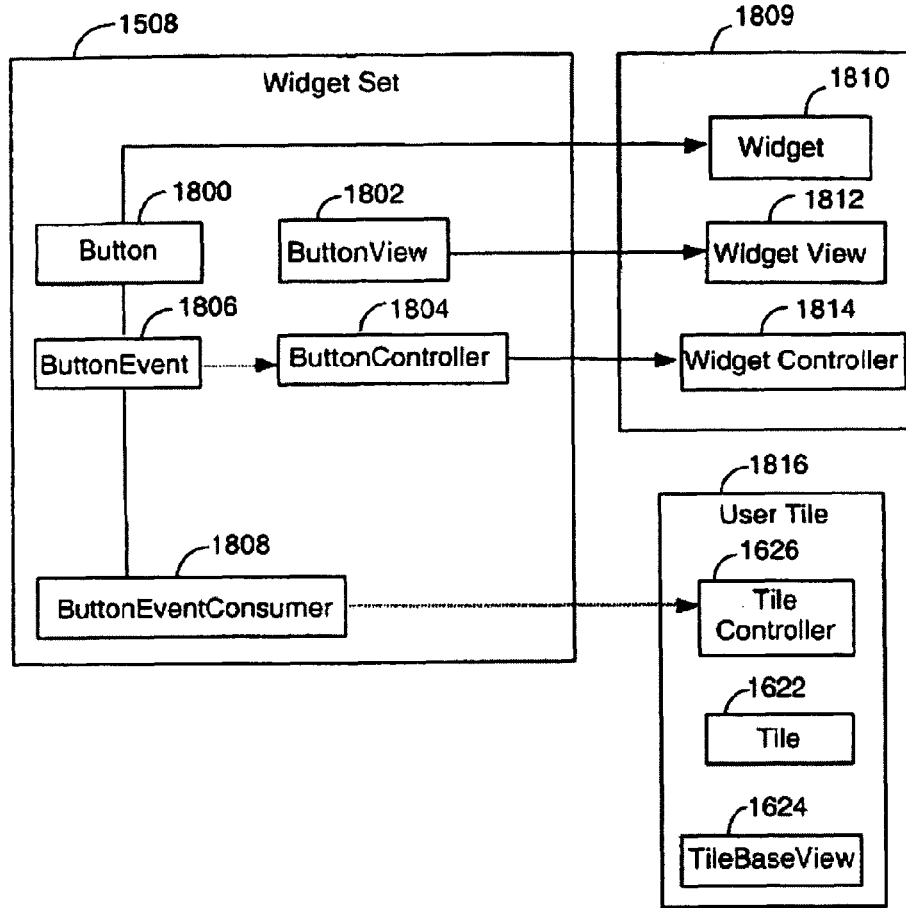 1508
Widget Set
1800
Button
1802
ButtonView
1806
ButtonEvent
1804
ButtonController
1808
ButtonEventConsumer
1809
1810
Widget
1812
Widget View
1814
Widget Controller
1816
User Tile
1626
Tile
Controller
1622
Tile
1624
TileBaseView